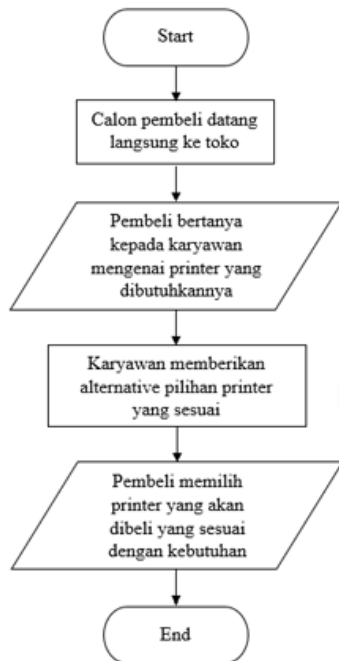 Start
Calon pembeli datang
langsung ke toko
Pembeli bertanya
kepada karyawan
mengenai printer yang
dibutuhkannya
Karyawan memberikan
alternative pilihan printer
yang sesuai
Pembeli memilih
printer yang akan
dibeli yang sesuai
dengan kebutuhan
End